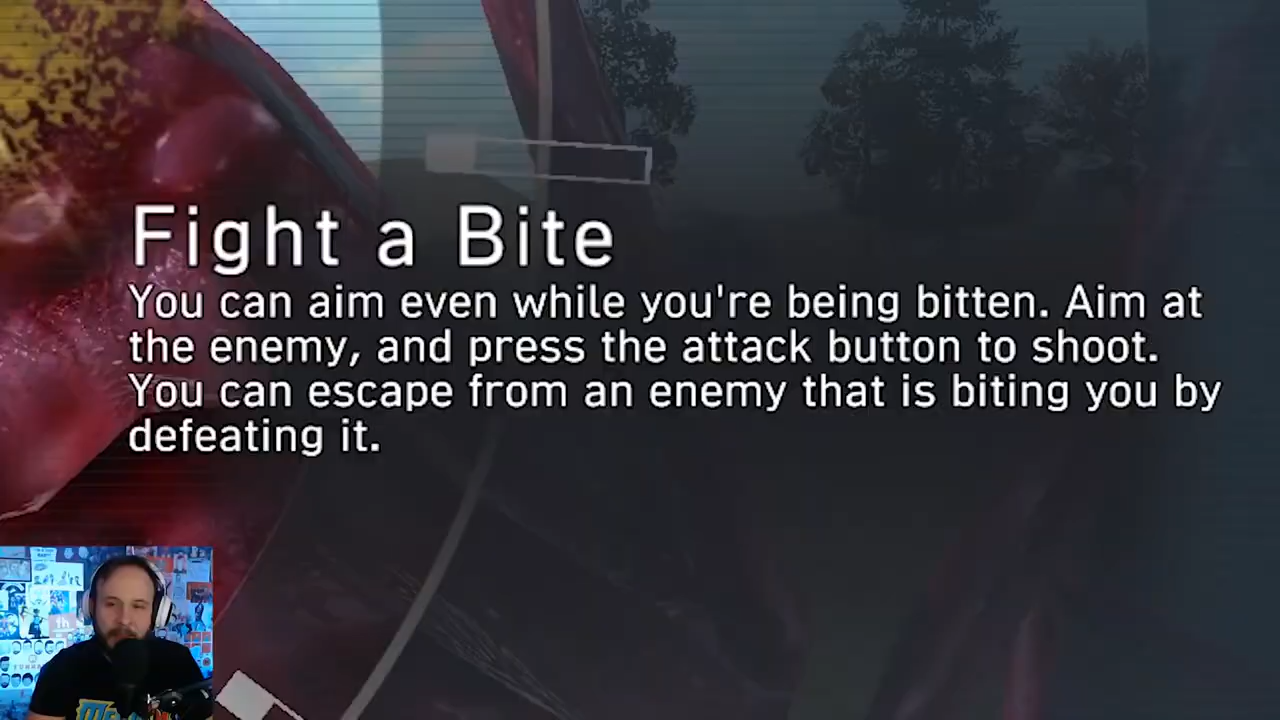 Fight a Bite
You can aim even while you're being bitten. Aim at
the enemy, and press the attack button to shoot.
You can escape from an enemy that is biting you by
defeating it.